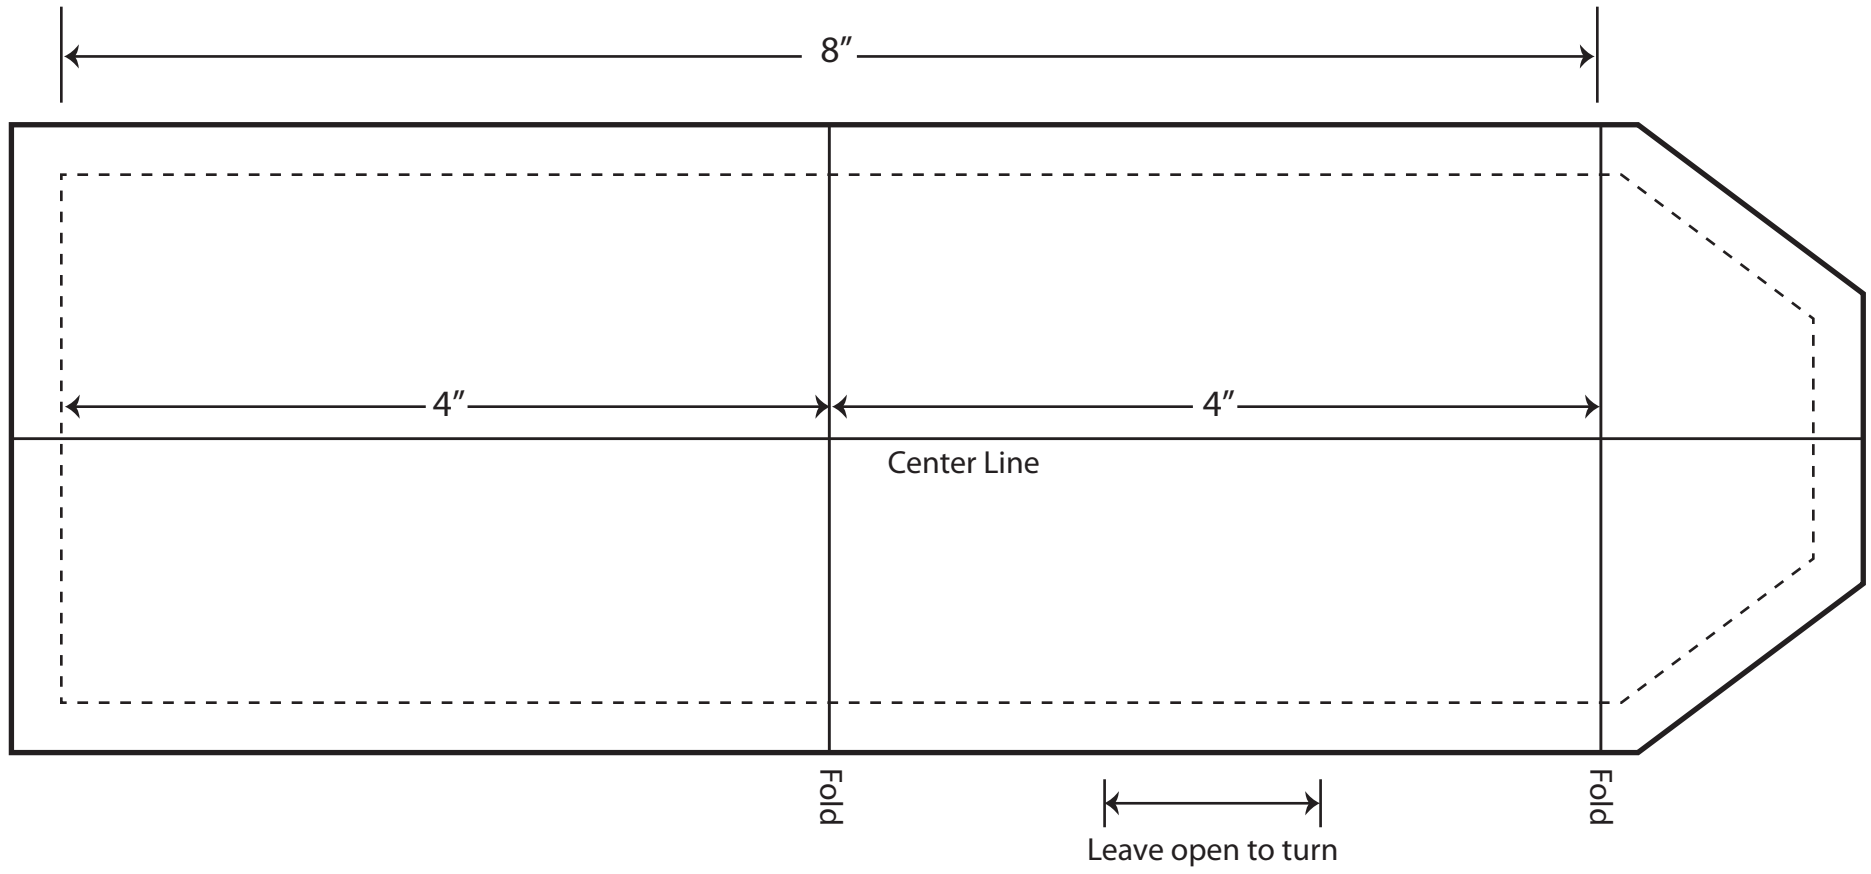 8″
4″
4″
Center Line
Fold
Fold
Leave open to turn